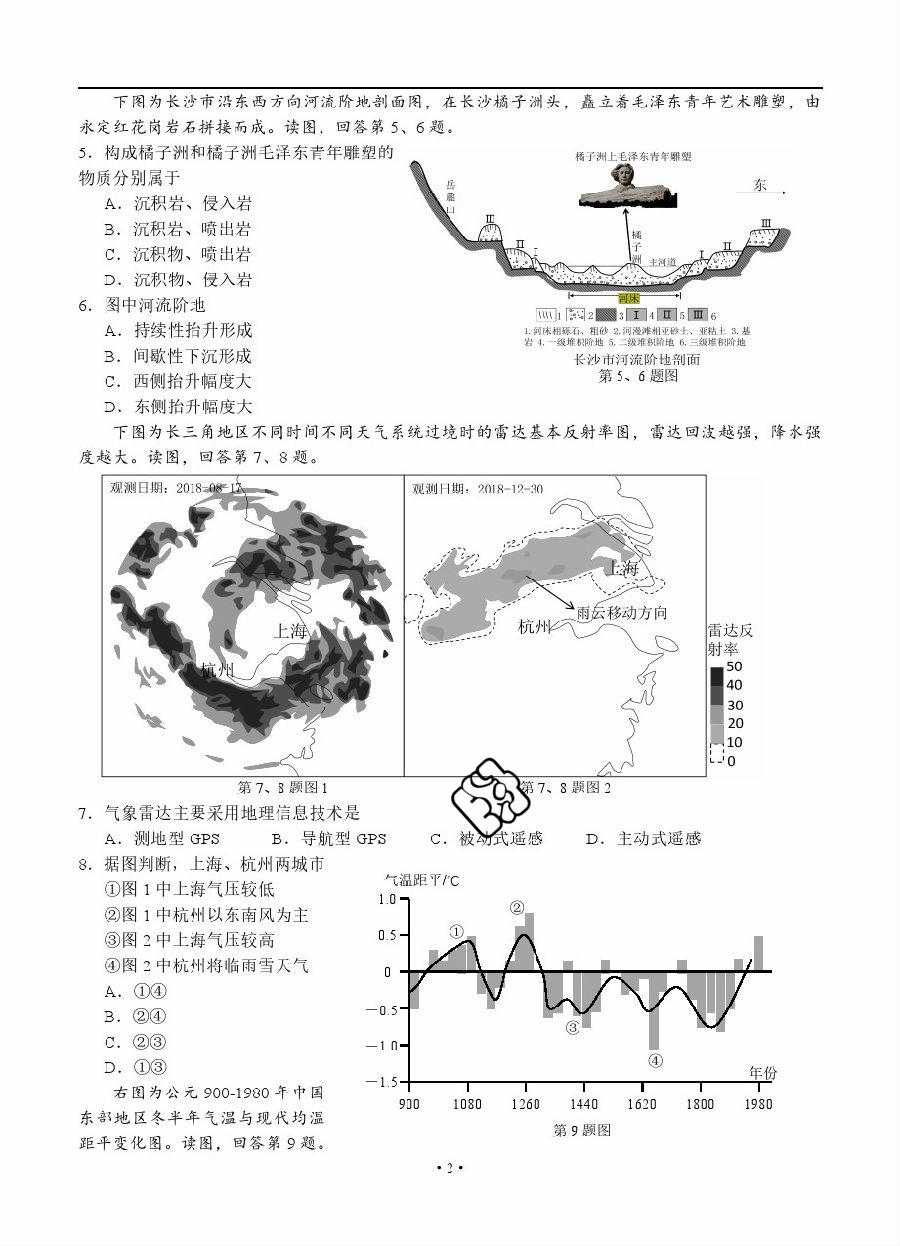 下图为长沙市沿东西方向河流阶地剖面图，在长沙橘子洲头，矗立着毛泽东青年艺术雕塑，由
永定红花岗岩石拼接而成。读图，回答第 5、6 题。
5．构成橘子洲和橘子洲毛泽东青年雕塑的
物质分别属于
A．沉积岩、侵入岩
B．沉积岩、喷出岩
C．沉积物、喷出岩
D．沉积物、侵入岩
6．图中河流阶地
A．持续性抬升形成
B．间歇性下沉形成
C．西侧抬升幅度大
D．东侧抬升幅度大
橘子洲上毛泽东青年雕塑
岳麓山
东
Ⅲ
Ⅱ
Ⅰ
橘子洲
主河道
Ⅰ
Ⅱ
Ⅲ
河床
1 2 3 Ⅰ 4 Ⅱ 5 Ⅲ 6
1.河床相砾石、粗砂 2.河漫滩相亚砂土、亚粘土 3.基
岩 4.一级堆积阶地 5.二级堆积阶地 6.三级堆积阶地
长沙市河流阶地剖面
第 5、6 题图
下图为长三角地区不同时间不同天气系统过境时的雷达基本反射率图，雷达回波越强，降水强
度越大。读图，回答第 7、8 题。
观测日期：2018-08-17
上海
杭州
观测日期：2018-12-30
上海
雨云移动方向
杭州
雷达反
射率
50
40
30
20
10
0
第 7、8 题图 1
第 7、8 题图 2
7．气象雷达主要采用地理信息技术是
A．测地型 GPS B．导航型 GPS C．被动式遥感 D．主动式遥感
8．据图判断，上海、杭州两城市
①图 1 中上海气压较低
②图 1 中杭州以东南风为主
③图 2 中上海气压较高
④图 2 中杭州将临雨雪天气
A．①④
B．②④
C．②③
D．①③
右图为公元 900-1980 年中国
东部地区冬半年气温与现代均温
距平变化图。读图，回答第 9 题。
气温距平/℃
1.0
0.5
0
-0.5
-1.0
-1.5
①
②
③
④
年份
900 1080 1260 1440 1620 1800 1980
第 9 题图
· 2 ·